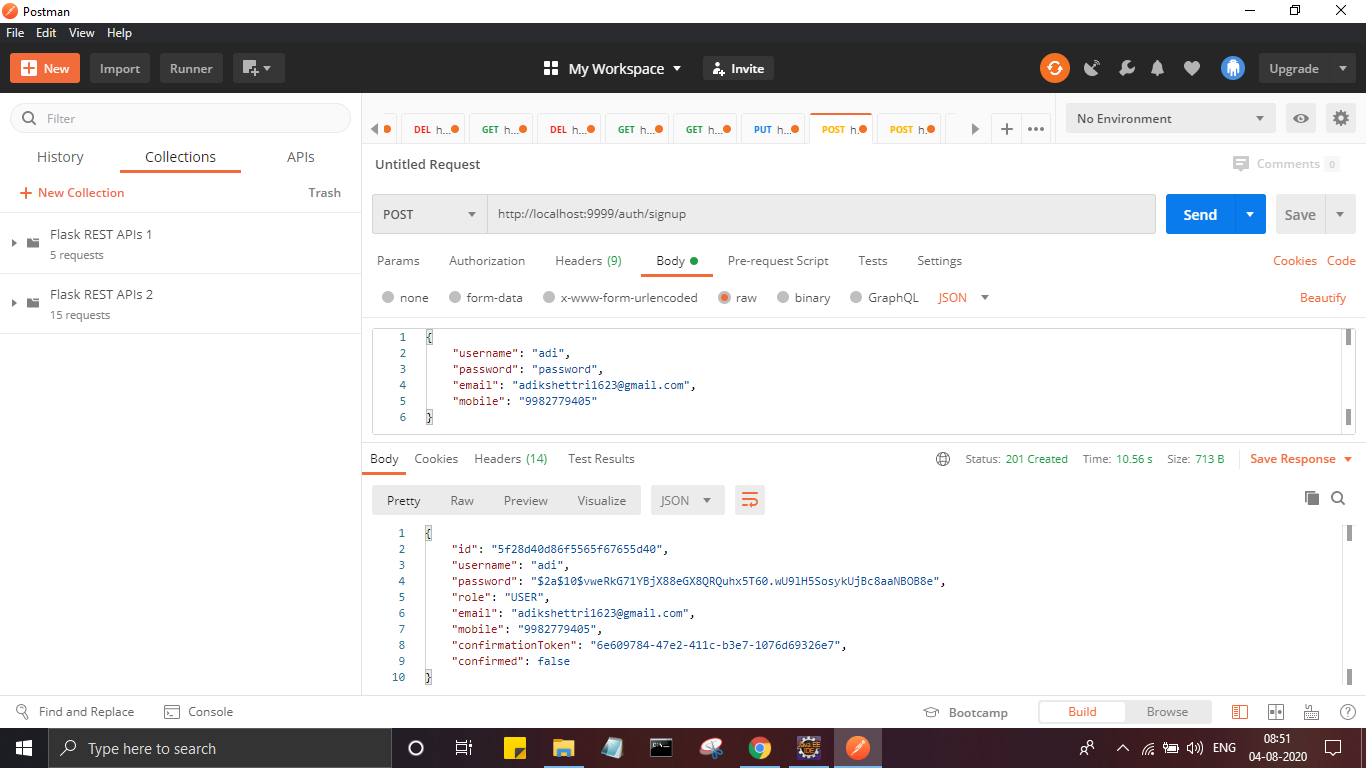 Postman
File Edit View Help
New Import Runner My Workspace Invite Upgrade
Filter
History Collections APIs
New Collection Trash
Flask REST APIs 1
5 requests
Flask REST APIs 2
15 requests
DEL h... GET h... DEL h... GET h... GET h... PUT h... POST h. POST h.
No Environment
Untitled Request Comments 0
POST http://localhost:9999/auth/signup Send Save
Params Authorization Headers (9) Body Pre-request Script Tests Settings Cookies Code
none form-data x-www-form-urlencoded raw binary GraphQL JSON Beautify
1 {
2 "username": "adi",
3 "password": "password",
4 "email": "adikshettri1623@gmail.com",
5 "mobile": "9982779405"
6 }
Body Cookies Headers (14) Test Results Status: 201 Created Time: 10.56 s Size: 713 B Save Response
Pretty Raw Preview Visualize JSON
1 {
2 "id": "5f28d40d86f5565f67655d40",
3 "username": "adi",
4 "password": "$2a$10$vweRkG71YBjX88eGX8QRQuhx5T60.wU9lH5SosykUjBc8aaNBOB8e",
5 "role": "USER",
6 "email": "adikshettri1623@gmail.com",
7 "mobile": "9982779405",
8 "confirmationToken": "6e609784-47e2-411c-b3e7-1076d69326e7",
9 "confirmed": false
10 }
Find and Replace Console Bootcamp Build Browse
Type here to search
Java EE
IDE
ENG
08:51
04-08-2020